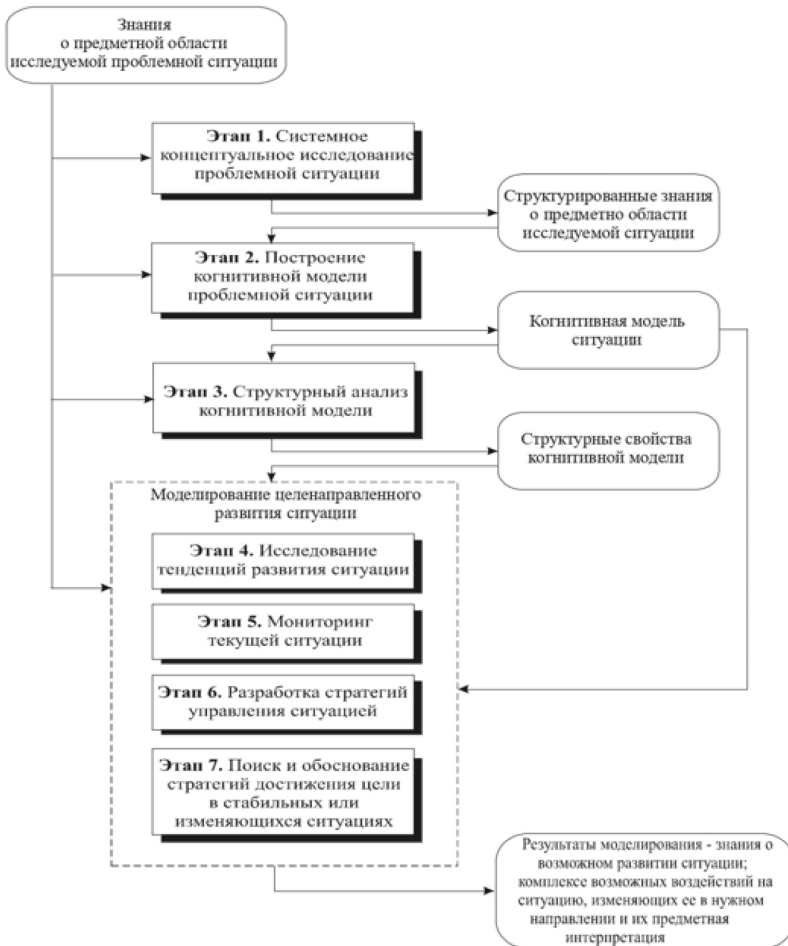 Знания
о предметной области
исследуемой проблемной ситуации
Этап 1. Системное
концептуальное исследование
проблемной ситуации
Структурированные знания
о предметно области
исследуемой ситуации
Этап 2. Построение
когнитивной модели
проблемной ситуации
Когнитивная модель
ситуации
Этап 3. Структурный анализ
когнитивной модели
Структурные свойства
когнитивной модели
Моделирование целенаправленного
развития ситуации
Этап 4. Исследование
тенденций развития ситуации
Этап 5. Мониторинг
текущей ситуации
Этап 6. Разработка стратегий
управления ситуацией
Этап 7. Поиск и обоснование
стратегий достижения цели
в стабильных или
изменяющихся ситуациях
Результаты моделирования - знания о
возможном развитии ситуации;
комплексе возможных воздействий на
ситуацию, изменяющих ее в нужном
направлении и их предметная
интерпретация